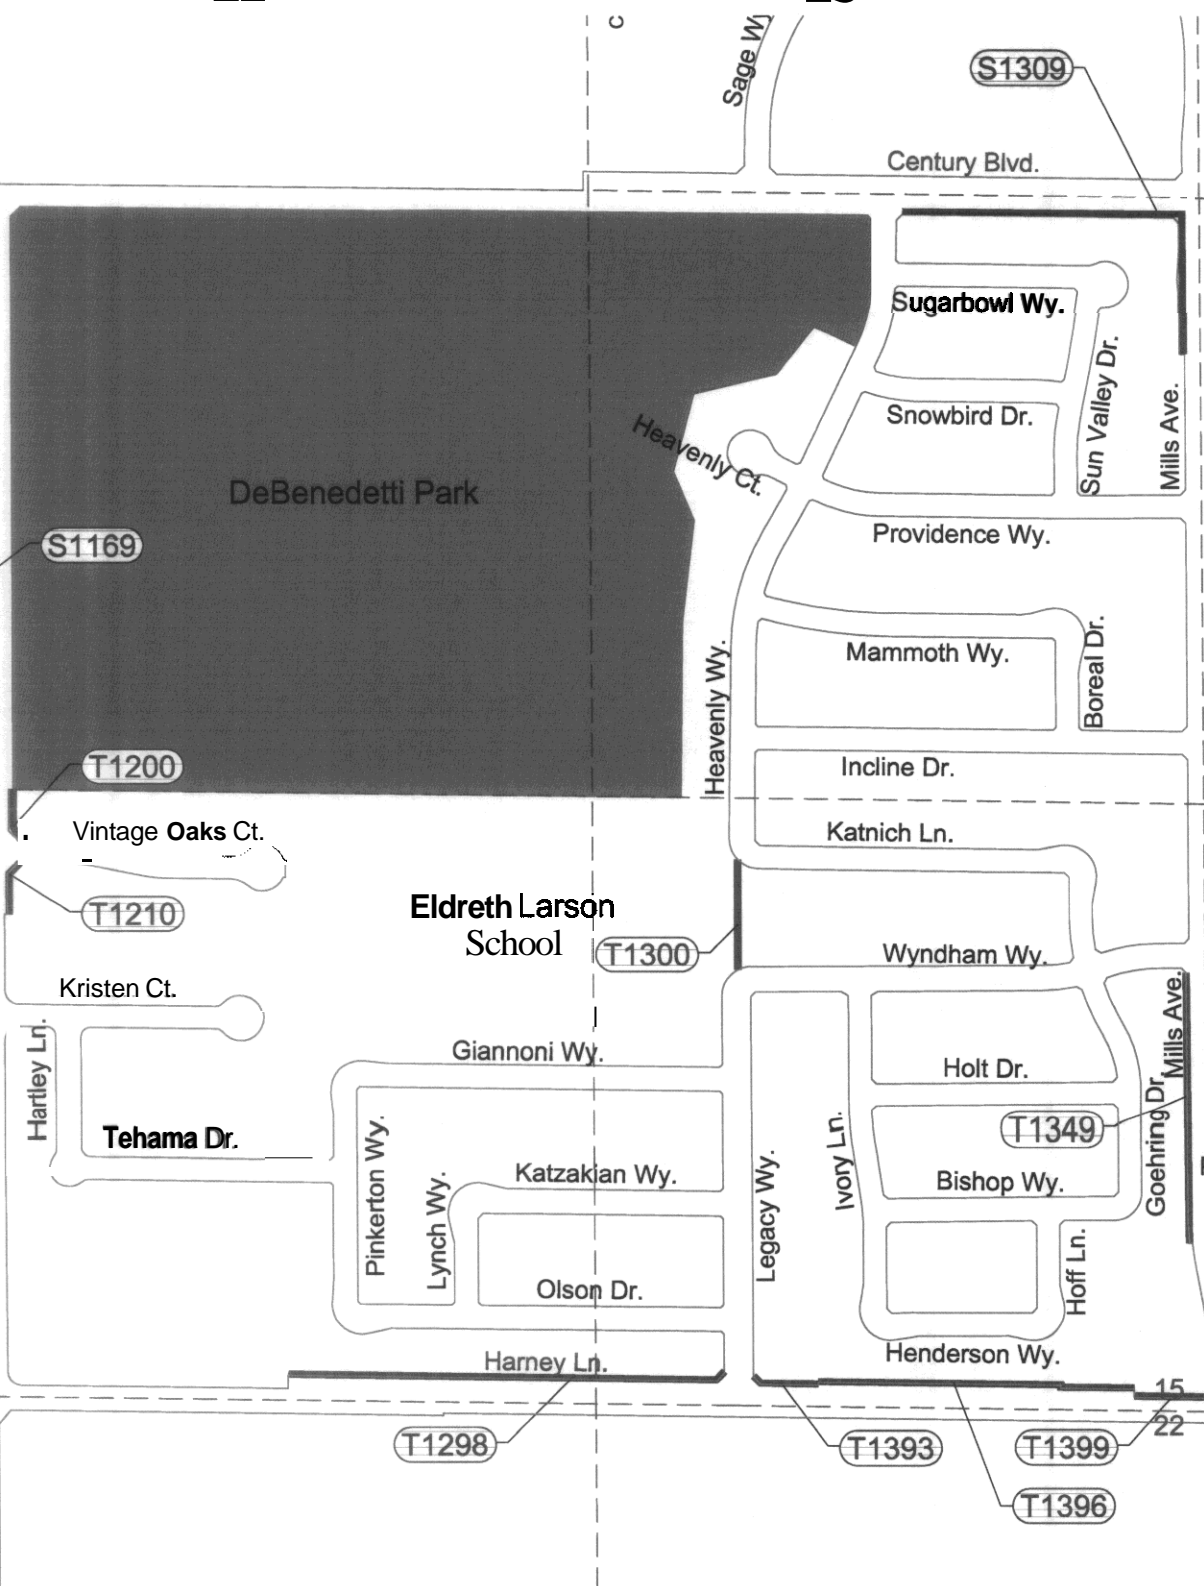 Sage Wy
S1309
Century Blvd.
Sugarbowl Wy.
Sun Valley Dr.
Mills Ave.
Snowbird Dr.
Heavenly Ct.
DeBenedetti Park
S1169
Providence Wy.
Mammoth Wy.
Boreal Dr.
Heavenly Wy.
T1200
Incline Dr.
Vintage Oaks Ct.
Katnich Ln.
T1210
Eldreth Larson
School
T1300
Wyndham Wy.
Kristen Ct.
Mills Ave.
Hartley Ln.
Giannoni Wy.
Holt Dr.
T1349
Goehring Dr.
Tehama Dr.
Pinkerton Wy.
Ivory Ln.
Katzakian Wy.
Lynch Wy.
Legacy Wy.
Bishop Wy.
Hoff Ln.
Olson Dr.
Harney Ln.
Henderson Wy.
15
22
T1298
T1393
T1399
T1396